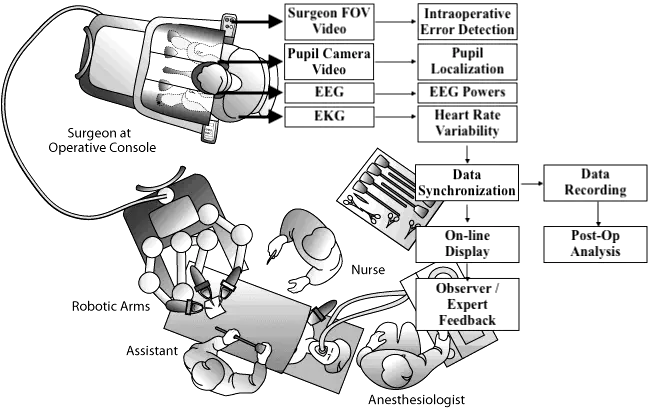 Surgeon FOV
Video
Intraoperative
Error Detection
Pupil Camera
Video
Pupil
Localization
EEG
EEG Powers
EKG
Heart Rate
Variability
Surgeon at
Operative Console
Data
Synchronization
Data
Recording
On-line
Display
Post-Op
Analysis
Nurse
Observer /
Expert
Feedback
Robotic Arms
Assistant
Anesthesiologist